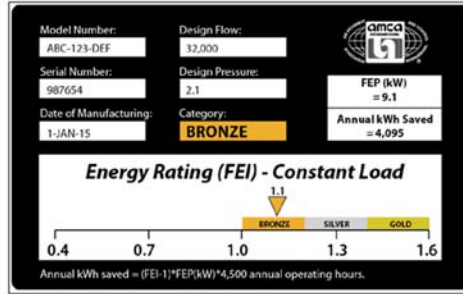 Model Number:
ABC-123-DEF
Design Flow:
32,000
amca
INTERNATIONAL
Serial Number:
987654
Design Pressure:
2.1
FEP (kW)
= 9.1
Date of Manufacturing:
1-JAN-15
Category:
BRONZE
Annual kWh Saved
= 4,095
Energy Rating (FEI) - Constant Load
1.1
BRONZE SILVER GOLD
0.4 0.7 1.0 1.3 1.6
Annual kWh saved = (FEI-1)*FEP(kW)*4,500 annual operating hours.